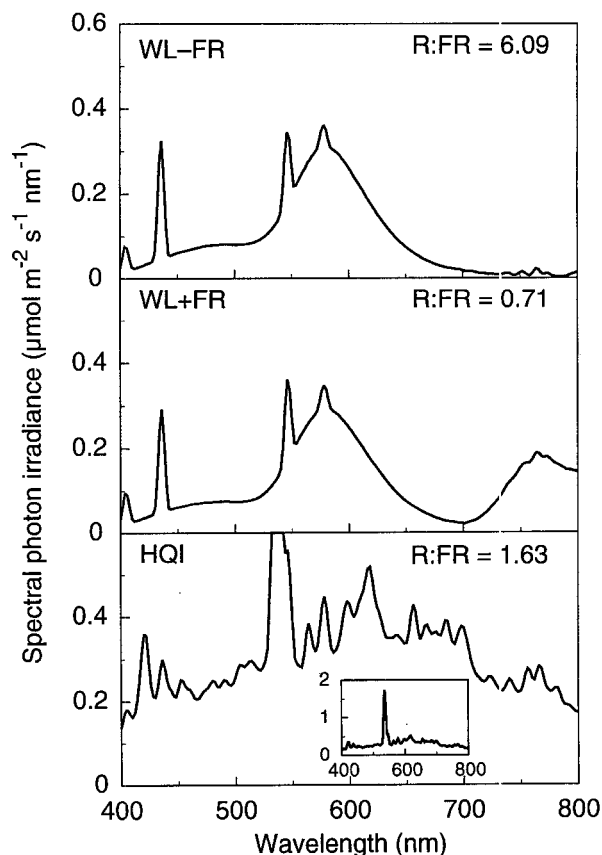 Spectral photon irradiance (µmol m⁻² s⁻¹ nm⁻¹)
0.6
WL–FR R:FR = 6.09
0.4
0.2
0
WL+FR R:FR = 0.71
0.4
0.2
0
HQI R:FR = 1.63
0.4
0.2
0
2
1
0
400 600 800
400 500 600 700 800
Wavelength (nm)